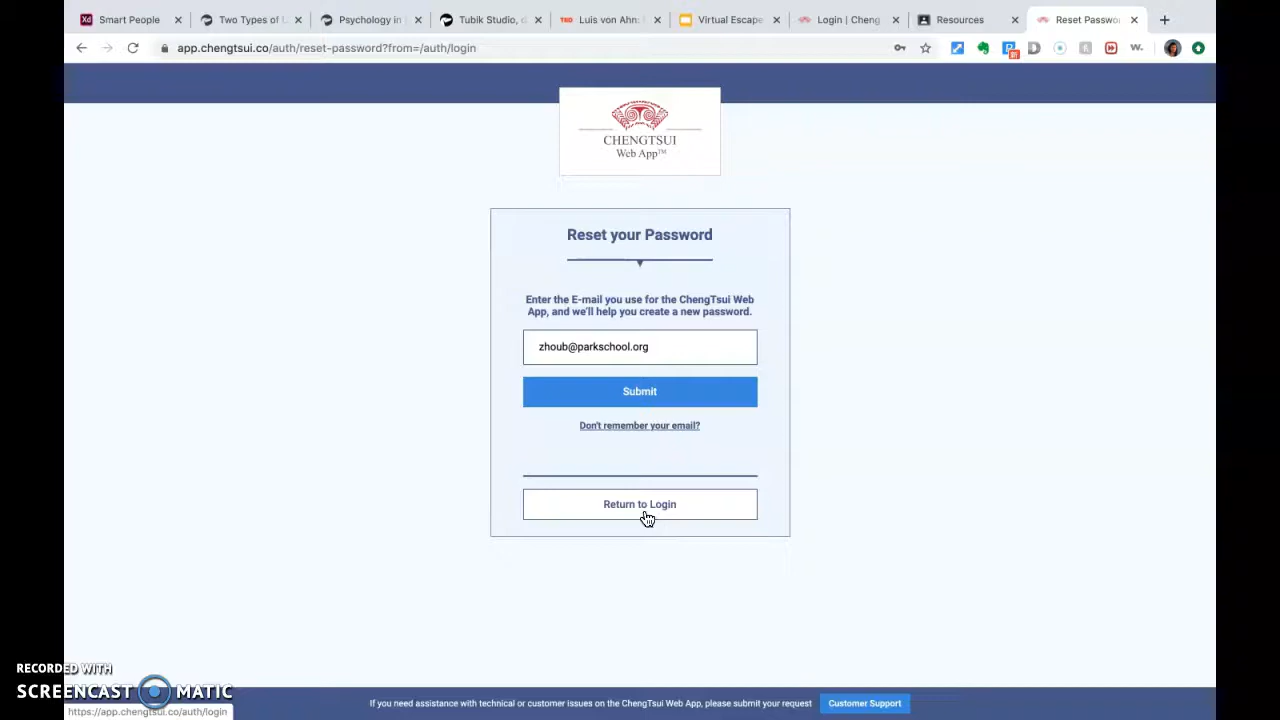 Smart People
Two Types of U
Psychology in
Tubik Studio, d
TED Luis von Ahn:
Virtual Escape
Login | Cheng
Resources
Reset Passwo
app.chengtsui.co/auth/reset-password?from=/auth/login
CHENGTSUI
Web App™
Reset your Password
Enter the E-mail you use for the ChengTsui Web
App, and we'll help you create a new password.
zhoub@parkschool.org
Submit
Don't remember your email?
Return to Login
RECORDED WITH
SCREENCAST MATIC
If you need assistance with technical or customer issues on the ChengTsui Web App, please submit your request
Customer Support
https://app.chengtsui.co/auth/login